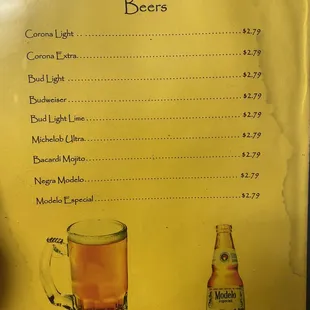 Beers
Corona Light ............ $2.79
Corona Extra ............ $2.79
Bud Light ............ $2.79
Budweiser ............ $2.79
Bud Light Lime ............ $2.79
Michelob Ultra ............ $2.79
Bacardi Mojito ............ $2.79
Negra Modelo ............ $2.79
Modelo Especial ............ $2.79
Modelo